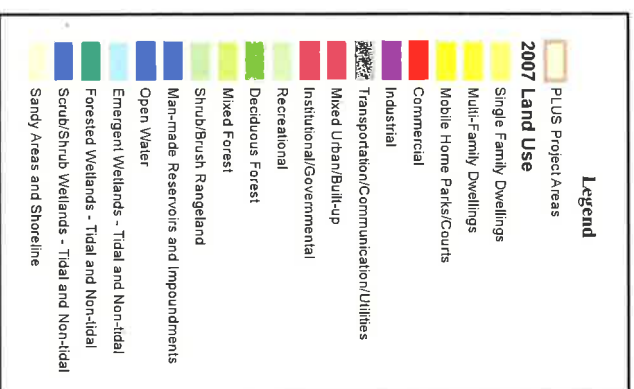 Legend
PLUS Project Areas
2007 Land Use
Single Family Dwellings
Multi-Family Dwellings
Mobile Home Parks/Courts
Commercial
Industrial
Transportation/Communication/Utilities
Mixed Urban/Built-up
Institutional/Governmental
Recreational
Deciduous Forest
Mixed Forest
Shrub/Brush Rangeland
Man-made Reservoirs and Impoundments
Open Water
Emergent Wetlands - Tidal and Non-tidal
Forested Wetlands - Tidal and Non-tidal
Scrub/Shrub Wetlands - Tidal and Non-tidal
Sandy Areas and Shoreline